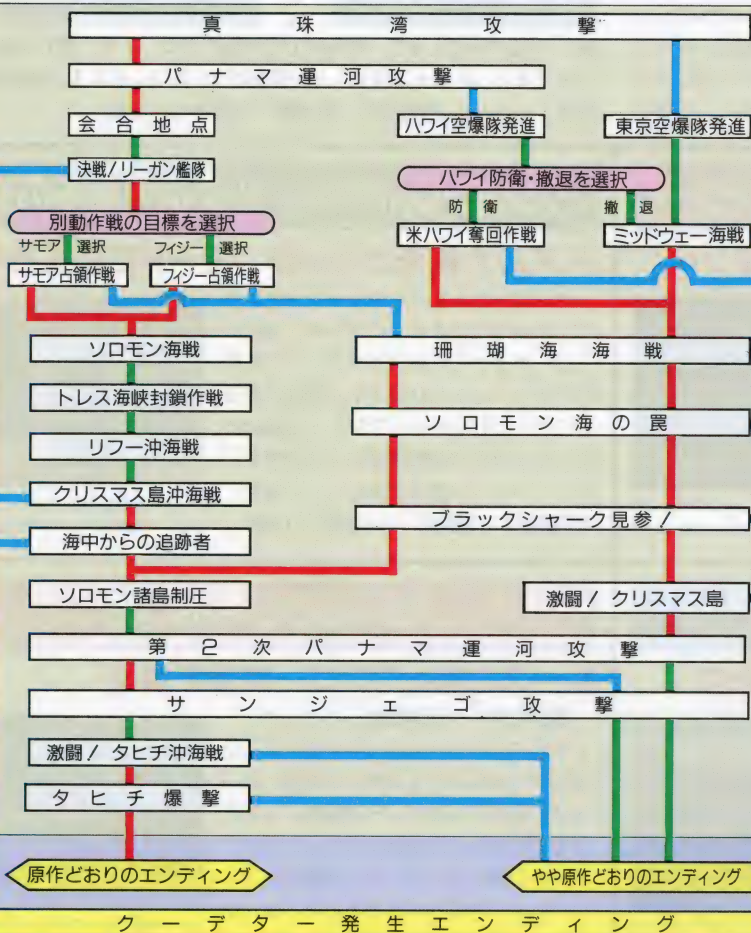 真珠湾攻撃
パナマ運河攻撃
会合地点
ハワイ空爆隊発進
東京空爆隊発進
決戦!リーガン艦隊
ハワイ防衛・撤退を選択
防衛
撤退
別動作戦の目標を選択
サモア選択
フィジー選択
米ハワイ奪回作戦
ミッドウェー海戦
サモア占領作戦
フィジー占領作戦
ソロモン海戦
珊瑚海海戦
トレス海峡封鎖作戦
ソロモン海の罠
リフー沖海戦
クリスマス島沖海戦
ブラックシャーク見参!
海中からの追跡者
ソロモン諸島制圧
激闘!クリスマス島
第2次パナマ運河攻撃
サンジェゴ攻撃
激闘!タヒチ沖海戦
タヒチ爆撃
原作どおりのエンディング
やや原作どおりのエンディング
クーデター発生エンディング